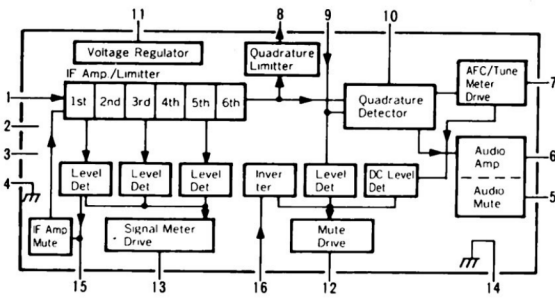 11
8
9
10
Voltage Regulator
Quadrature
Limitter
IF Amp./Limitter
AFC/Tune
Meter
Drive
1
1st 2nd 3rd 4th 5th 6th
Quadrature
Detector
7
2
3
4
Level
Det
Level
Det
Level
Det
Inver
ter
Level
Det
DC Level
Det
Audio
Amp
6
Audio
Mute
5
IF Amp
Mute
Signal Meter
Drive
Mute
Drive
15
13
16
12
14